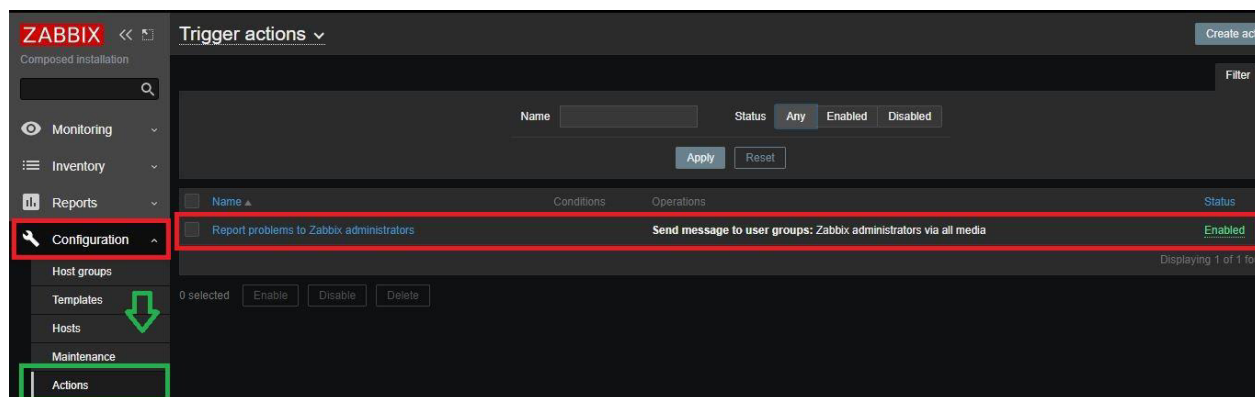 ZABBIX
Trigger actions
Create
Composed installation
Filter
Name Status Any Enabled Disabled
Monitoring
Apply Reset
Inventory
Reports
Name Conditions Operations Status
Configuration
Report problems to Zabbix administrators Send message to user groups: Zabbix administrators via all media Enabled
Host groups
Displaying 1 of 1
Templates
0 selected Enable Disable Delete
Hosts
Maintenance
Actions